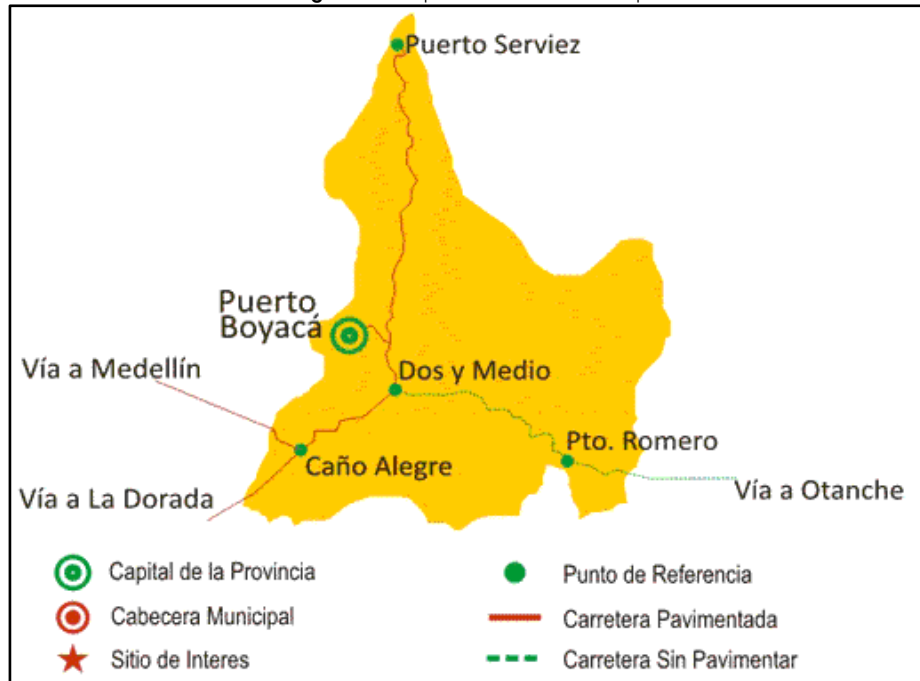 Puerto Serviez
Puerto
Boyacá
Vía a Medellín
Dos y Medio
Pto. Romero
Caño Alegre
Vía a La Dorada
Vía a Otanche
Capital de la Provincia
Punto de Referencia
Cabecera Municipal
Carretera Pavimentada
Sitio de Interes
Carretera Sin Pavimentar